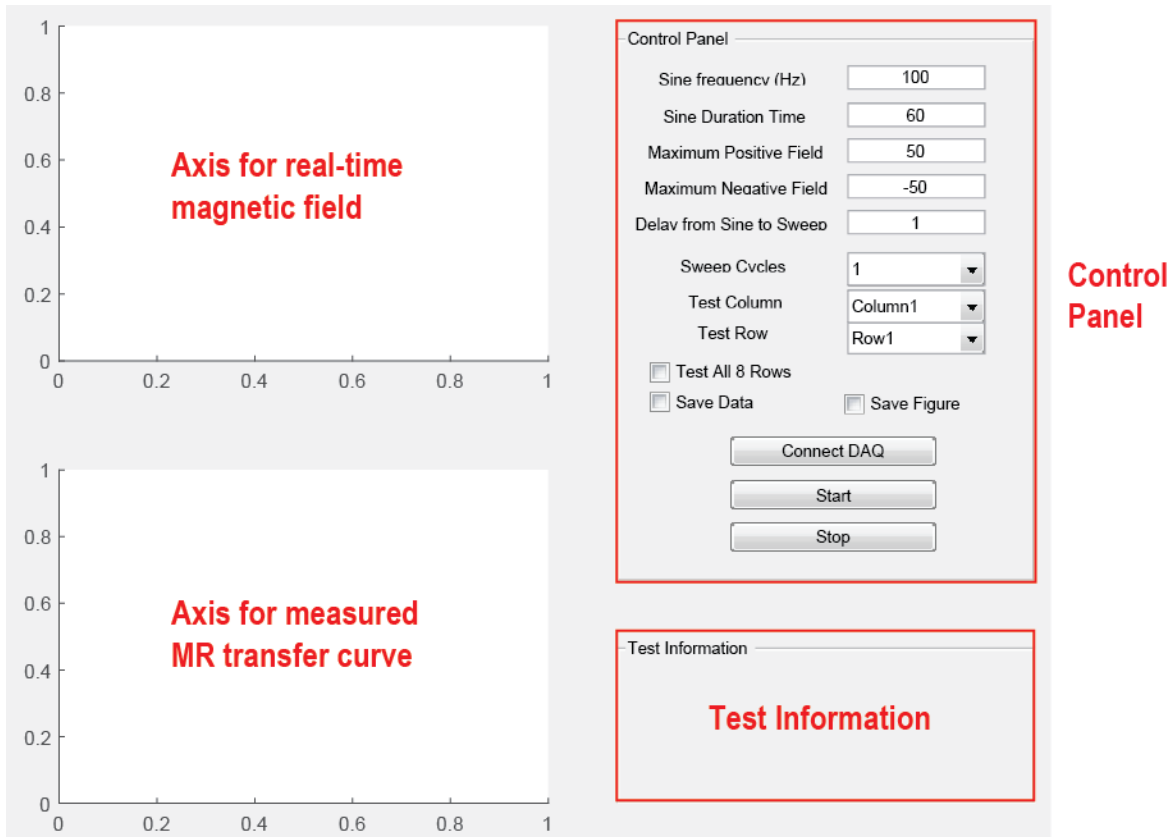 1
0.8
0.6
0.4
0.2
0
0 0.2 0.4 0.6 0.8 1
Axis for real-time
magnetic field
1
0.8
0.6
0.4
0.2
0
0 0.2 0.4 0.6 0.8 1
Axis for measured
MR transfer curve
Control Panel
Sine frequency (Hz) 100
Sine Duration Time 60
Maximum Positive Field 50
Maximum Negative Field -50
Delay from Sine to Sweep 1
Sweep Cycles 1
Test Column Column1
Test Row Row1
Test All 8 Rows
Save Data Save Figure
Connect DAQ
Start
Stop
Control
Panel
Test Information
Test Information